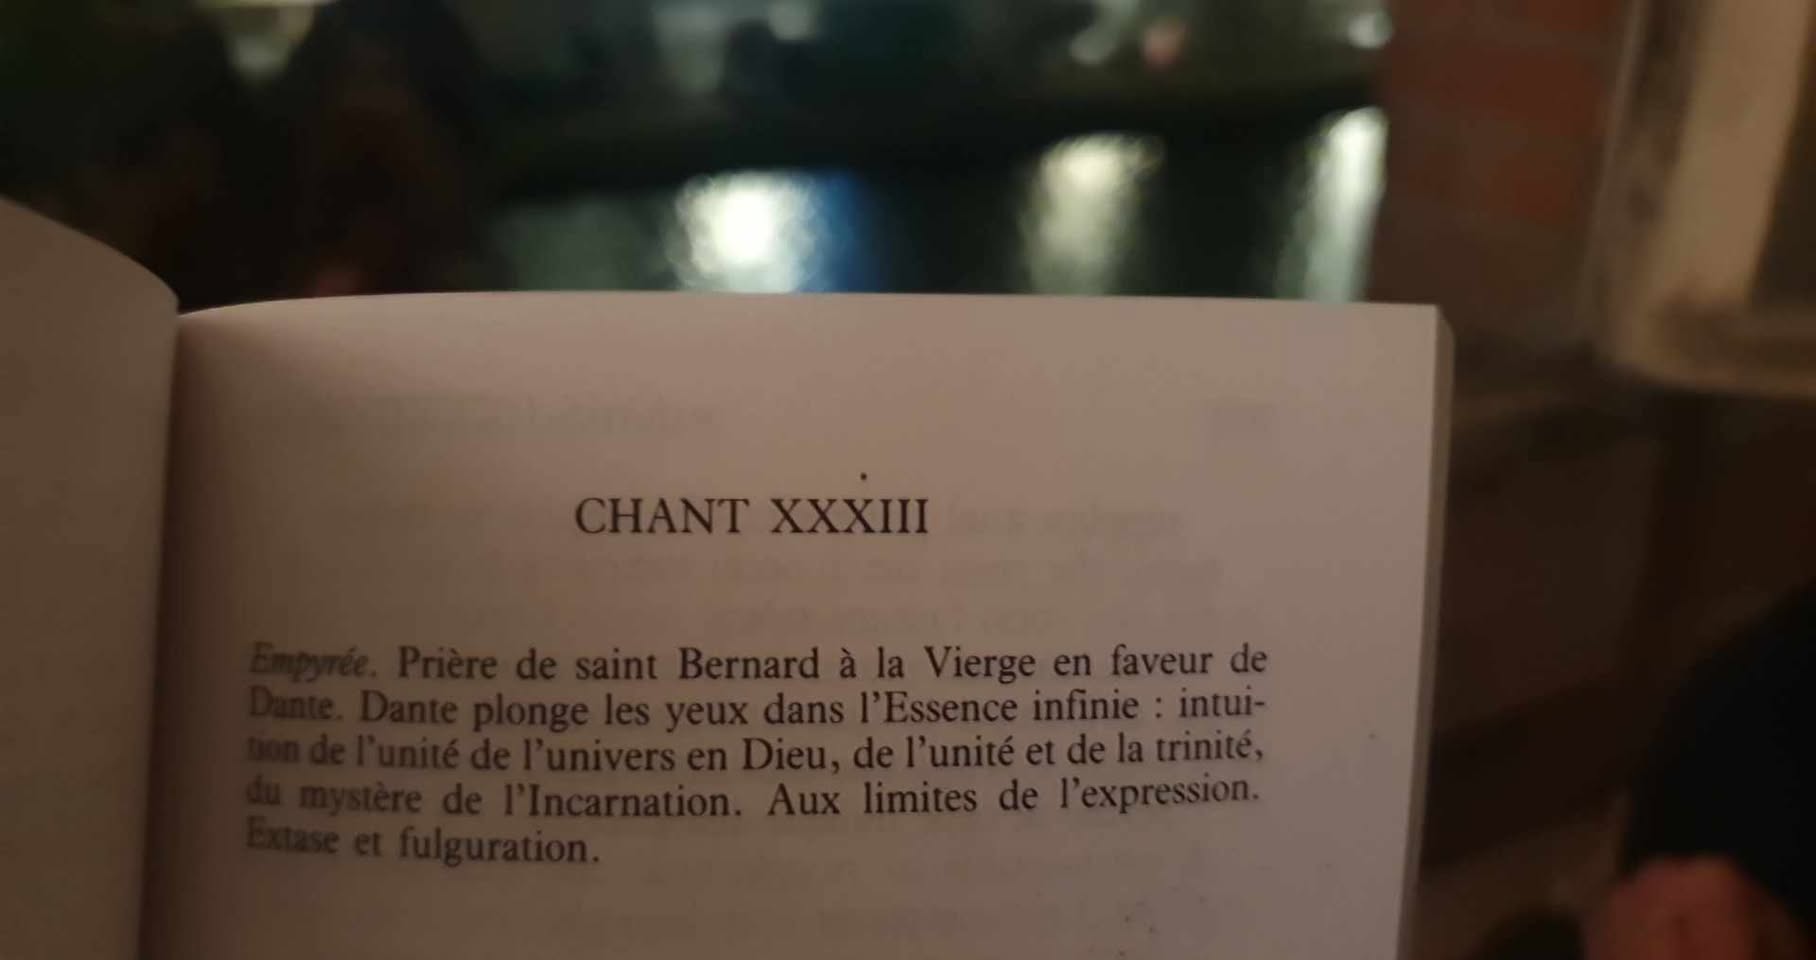 CHANT XXXIII
Empyrée. Prière de saint Bernard à la Vierge en faveur de
Dante. Dante plonge les yeux dans l'Essence infinie : intui-
tion de l'unité de l'univers en Dieu, de l'unité et de la trinité,
du mystère de l'Incarnation. Aux limites de l'expression.
Extase et fulguration.